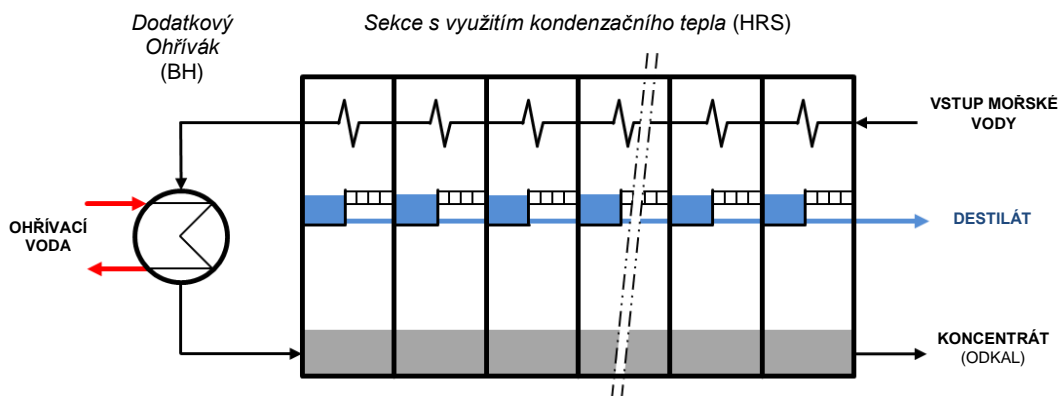 Dodatkový
Ohřívák
(BH)
Sekce s využitím kondenzačního tepla (HRS)
VSTUP MOŘSKÉ
VODY
OHŘÍVACÍ
VODA
DESTILÁT
KONCENTRÁT
(ODKAL)